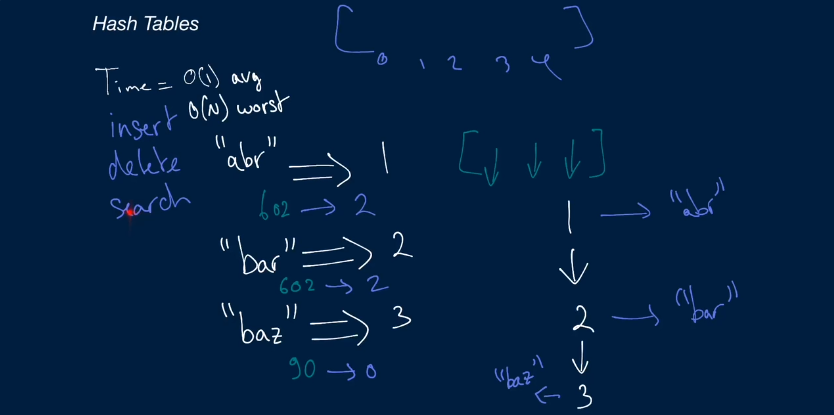 Hash Tables
0 1 2 3 4
Time = O(1) avg
O(N) worst
insert
delete
search
"abr" ⇒ 1
602 → 2
"bar" ⇒ 2
602 → 2
"baz" ⇒ 3
90 → 0
[↓ ↓ ↓]
1 → "abr"
↓
2 → "bar"
↓
"baz" ← 3